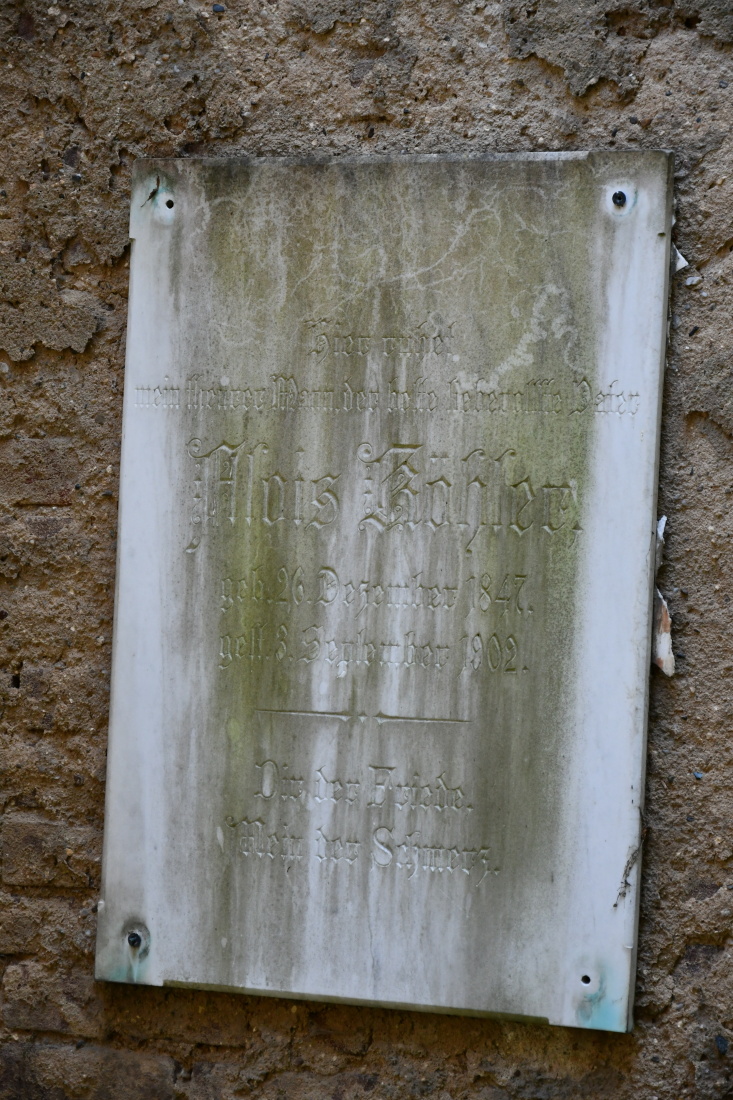 Hier ruhet
mein theurer Mann, der beste liebevollste Vater
Alois Köhler,
geb. 26. Dezember 1847,
gest. 3. September 1902.
Dir der Friede,
Mein der Schmerz.